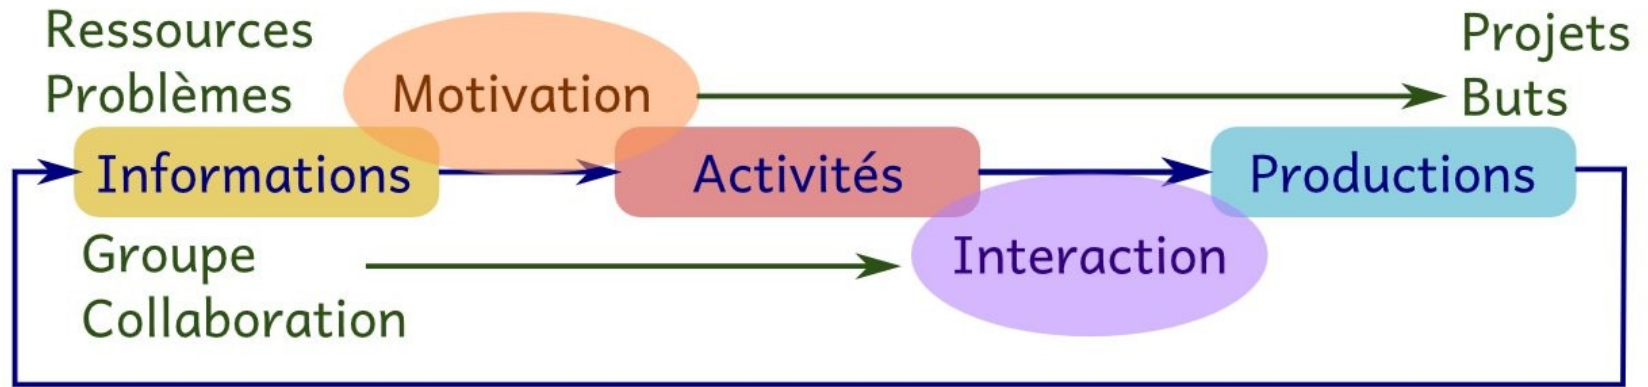 Ressources
Problèmes
Motivation
Projets
Buts
Informations
Activités
Productions
Groupe
Collaboration
Interaction